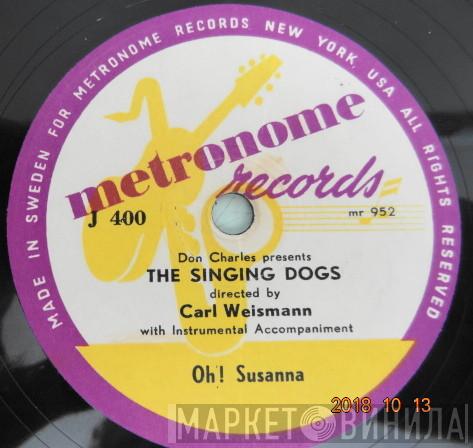 MADE IN SWEDEN FOR METRONOME RECORDS NEW YORK, USA ALL RIGHTS RESERVED
metronome
records
J 400
mr 952
Don Charles presents
THE SINGING DOGS
directed by
Carl Weismann
with Instrumental Accompaniment
Oh! Susanna
2018 10 13
МАРКЕТ ВИНИЛА